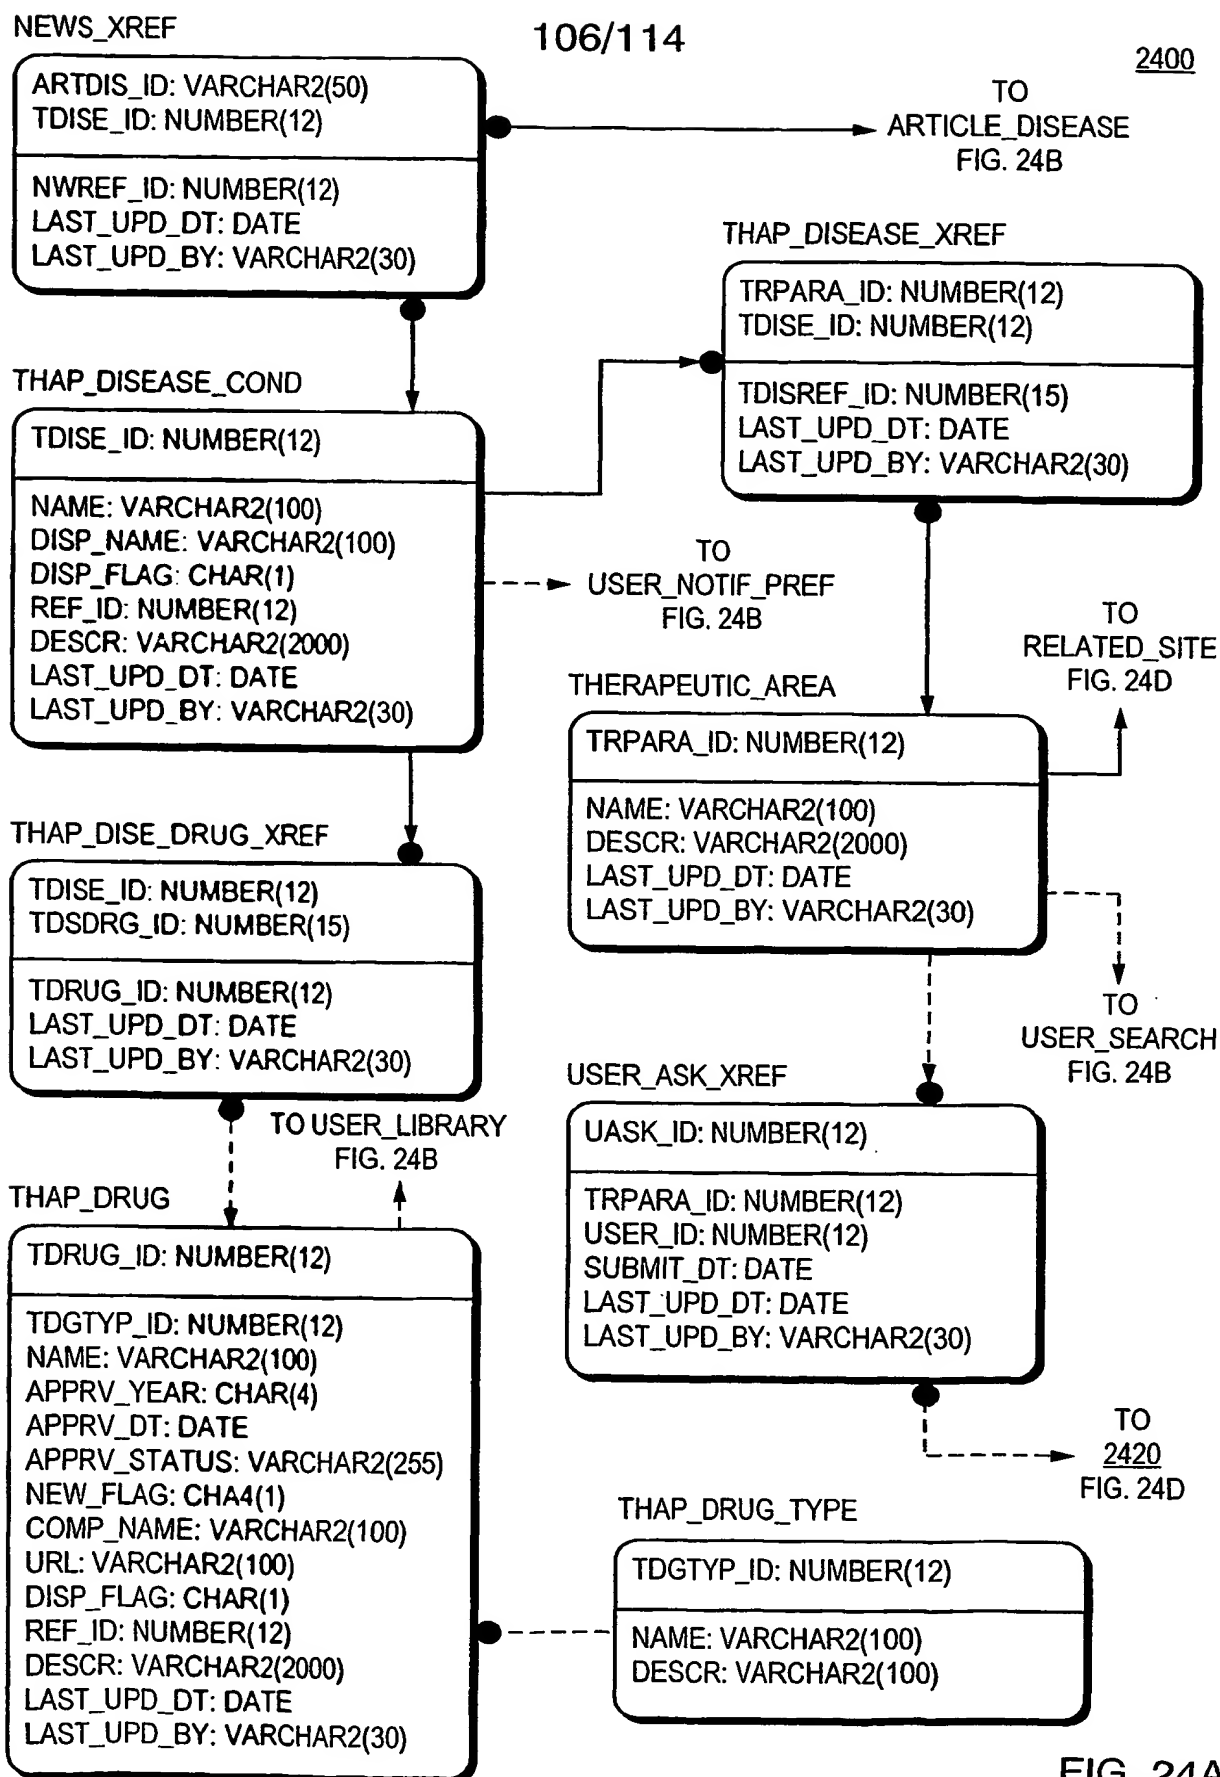 106/114
2400
NEWS_XREF
ARTDIS_ID: VARCHAR2(50)
TDISE_ID: NUMBER(12)
NWREF_ID: NUMBER(12)
LAST_UPD_DT: DATE
LAST_UPD_BY: VARCHAR2(30)
TO
ARTICLE_DISEASE
FIG. 24B
THAP_DISEASE_XREF
TRPARA_ID: NUMBER(12)
TDISE_ID: NUMBER(12)
TDISREF_ID: NUMBER(15)
LAST_UPD_DT: DATE
LAST_UPD_BY: VARCHAR2(30)
THAP_DISEASE_COND
TDISE_ID: NUMBER(12)
NAME: VARCHAR2(100)
DISP_NAME: VARCHAR2(100)
DISP_FLAG: CHAR(1)
REF_ID: NUMBER(12)
DESCR: VARCHAR2(2000)
LAST_UPD_DT: DATE
LAST_UPD_BY: VARCHAR2(30)
TO
USER_NOTIF_PREF
FIG. 24B
TO
RELATED_SITE
FIG. 24D
THERAPEUTIC_AREA
TRPARA_ID: NUMBER(12)
NAME: VARCHAR2(100)
DESCR: VARCHAR2(2000)
LAST_UPD_DT: DATE
LAST_UPD_BY: VARCHAR2(30)
TO
USER_SEARCH
FIG. 24B
THAP_DISE_DRUG_XREF
TDISE_ID: NUMBER(12)
TDSDRG_ID: NUMBER(15)
TDRUG_ID: NUMBER(12)
LAST_UPD_DT: DATE
LAST_UPD_BY: VARCHAR2(30)
TO USER_LIBRARY
FIG. 24B
USER_ASK_XREF
UASK_ID: NUMBER(12)
TRPARA_ID: NUMBER(12)
USER_ID: NUMBER(12)
SUBMIT_DT: DATE
LAST_UPD_DT: DATE
LAST_UPD_BY: VARCHAR2(30)
TO
2420
FIG. 24D
THAP_DRUG
TDRUG_ID: NUMBER(12)
TDGTYP_ID: NUMBER(12)
NAME: VARCHAR2(100)
APPRV_YEAR: CHAR(4)
APPRV_DT: DATE
APPRV_STATUS: VARCHAR2(255)
NEW_FLAG: CHA4(1)
COMP_NAME: VARCHAR2(100)
URL: VARCHAR2(100)
DISP_FLAG: CHAR(1)
REF_ID: NUMBER(12)
DESCR: VARCHAR2(2000)
LAST_UPD_DT: DATE
LAST_UPD_BY: VARCHAR2(30)
THAP_DRUG_TYPE
TDGTYP_ID: NUMBER(12)
NAME: VARCHAR2(100)
DESCR: VARCHAR2(100)
FIG. 24A